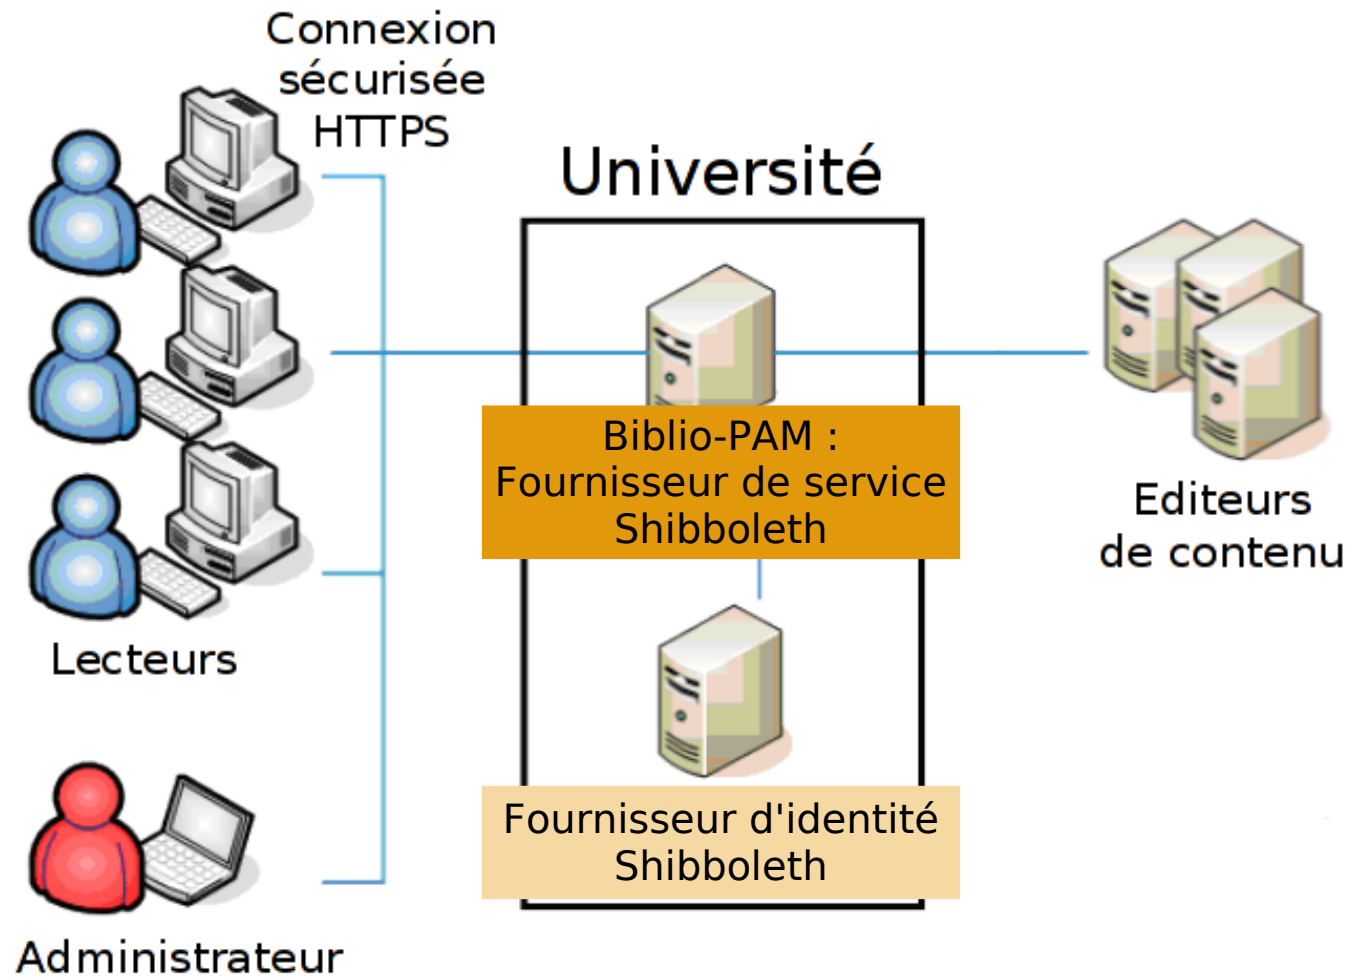 Connexion
sécurisée
HTTPS
Université
Biblio-PAM :
Fournisseur de service
Shibboleth
Editeurs
de contenu
Lecteurs
Fournisseur d'identité
Shibboleth
Administrateur